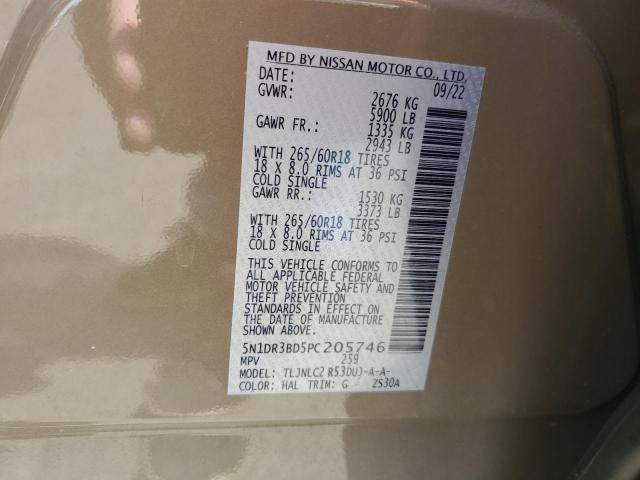 MFD BY NISSAN MOTOR CO., LTD.
DATE: 09/22
GVWR: 2676 KG
5900 LB
GAWR FR.: 1335 KG
2943 LB
WITH 265/60R18 TIRES
18 X 8.0 RIMS AT 36 PSI
COLD SINGLE
GAWR RR.: 1530 KG
3373 LB
WITH 265/60R18 TIRES
18 X 8.0 RIMS AT 36 PSI
COLD SINGLE
THIS VEHICLE CONFORMS TO
ALL APPLICABLE FEDERAL
MOTOR VEHICLE SAFETY AND
THEFT PREVENTION
STANDARDS IN EFFECT ON
THE DATE OF MANUFACTURE
SHOWN ABOVE.
5N1DR3BD5PC205746
MPV 259
MODEL: TLJNLC2 R53DUJ-A-A-
COLOR: HAL TRIM: G ZS30A